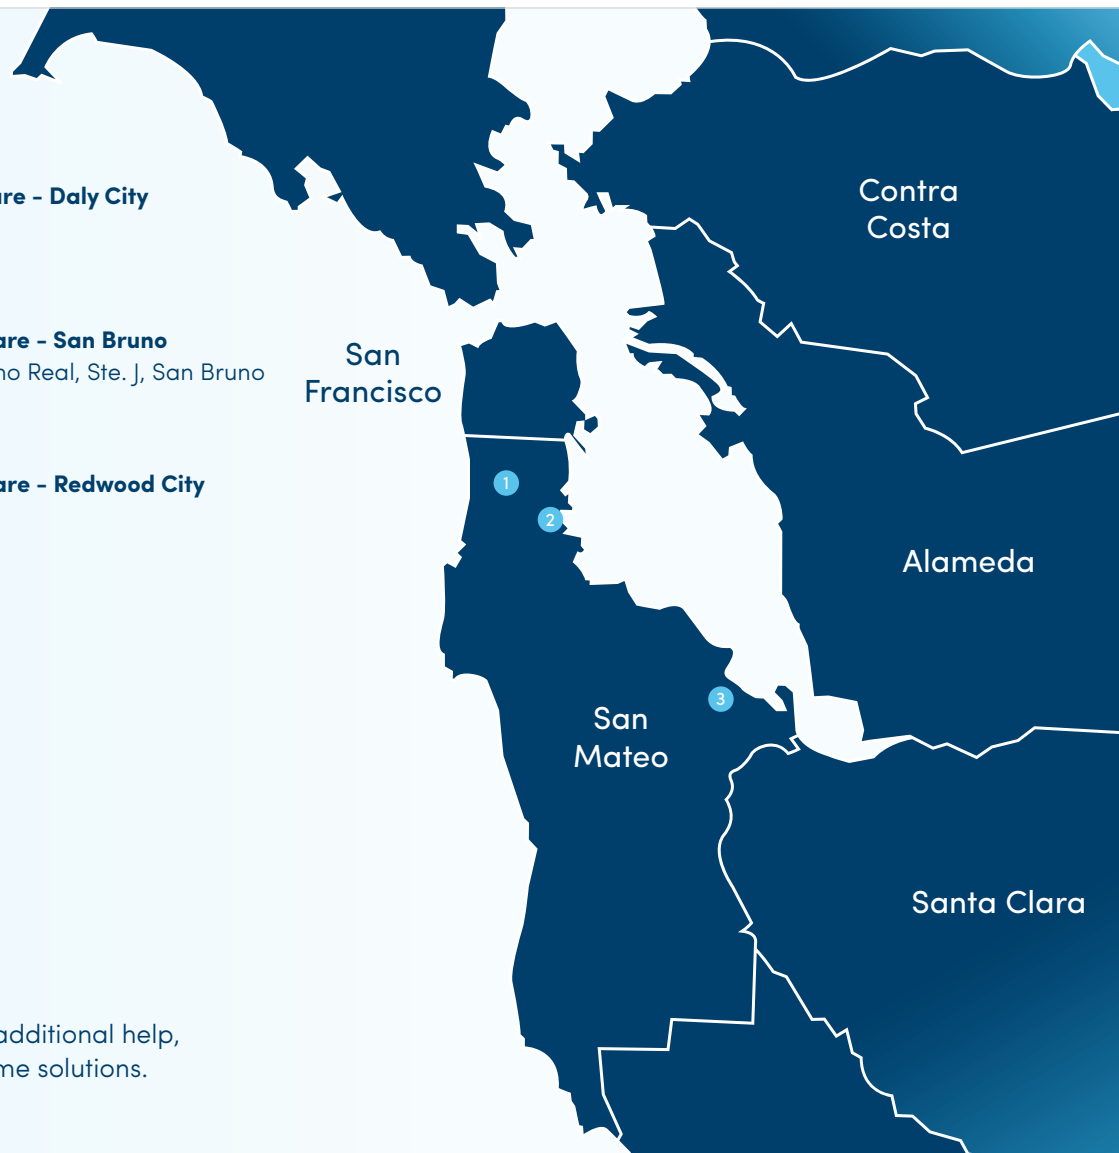 are - Daly City
are - San Bruno
no Real, Ste. J, San Bruno
are - Redwood City
additional help,
me solutions.
San
Francisco
Contra
Costa
1
2
Alameda
3
San
Mateo
Santa Clara